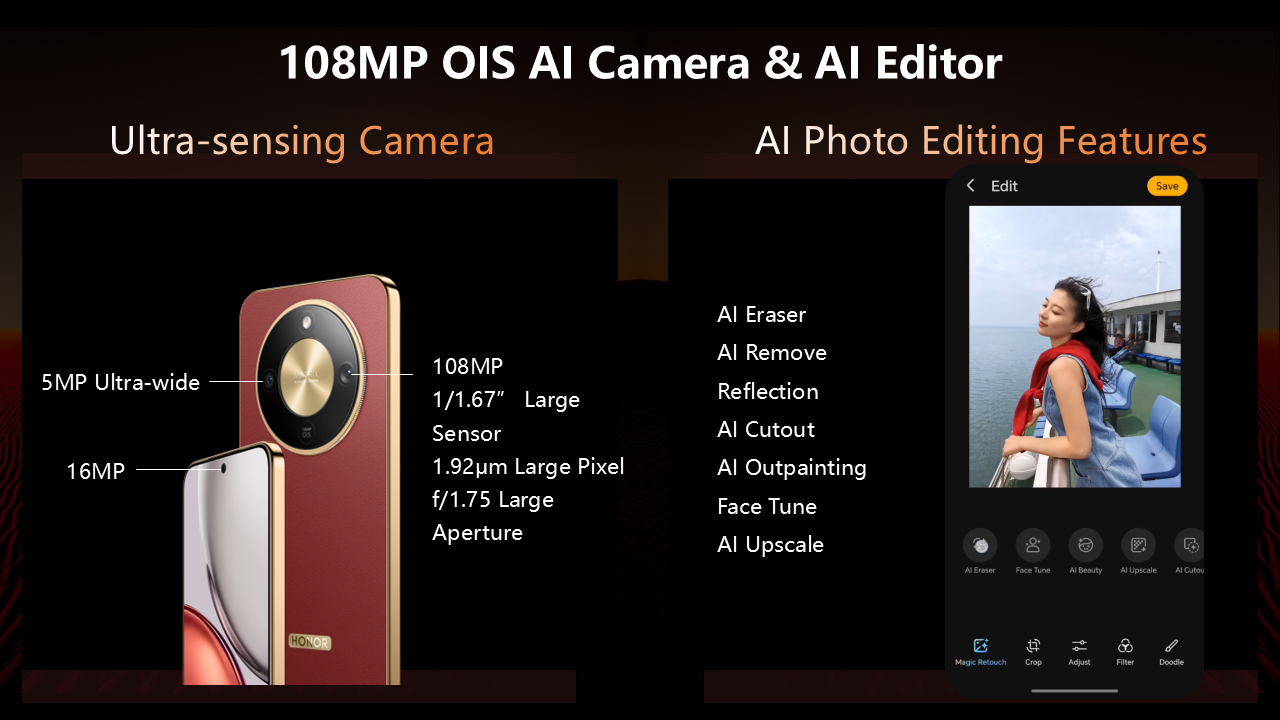 108MP OIS AI Camera & AI Editor
Ultra-sensing Camera
5MP Ultra-wide
16MP
108MP
1/1.67” Large
Sensor
1.92μm Large Pixel
f/1.75 Large
Aperture
HONOR
AI Photo Editing Features
AI Eraser
AI Remove
Reflection
AI Cutout
AI Outpainting
Face Tune
AI Upscale
Edit
Save
AI Eraser
Face Tune
AI Beauty
AI Upscale
AI Cutou
Magic Retouch
Crop
Adjust
Filter
Doodle